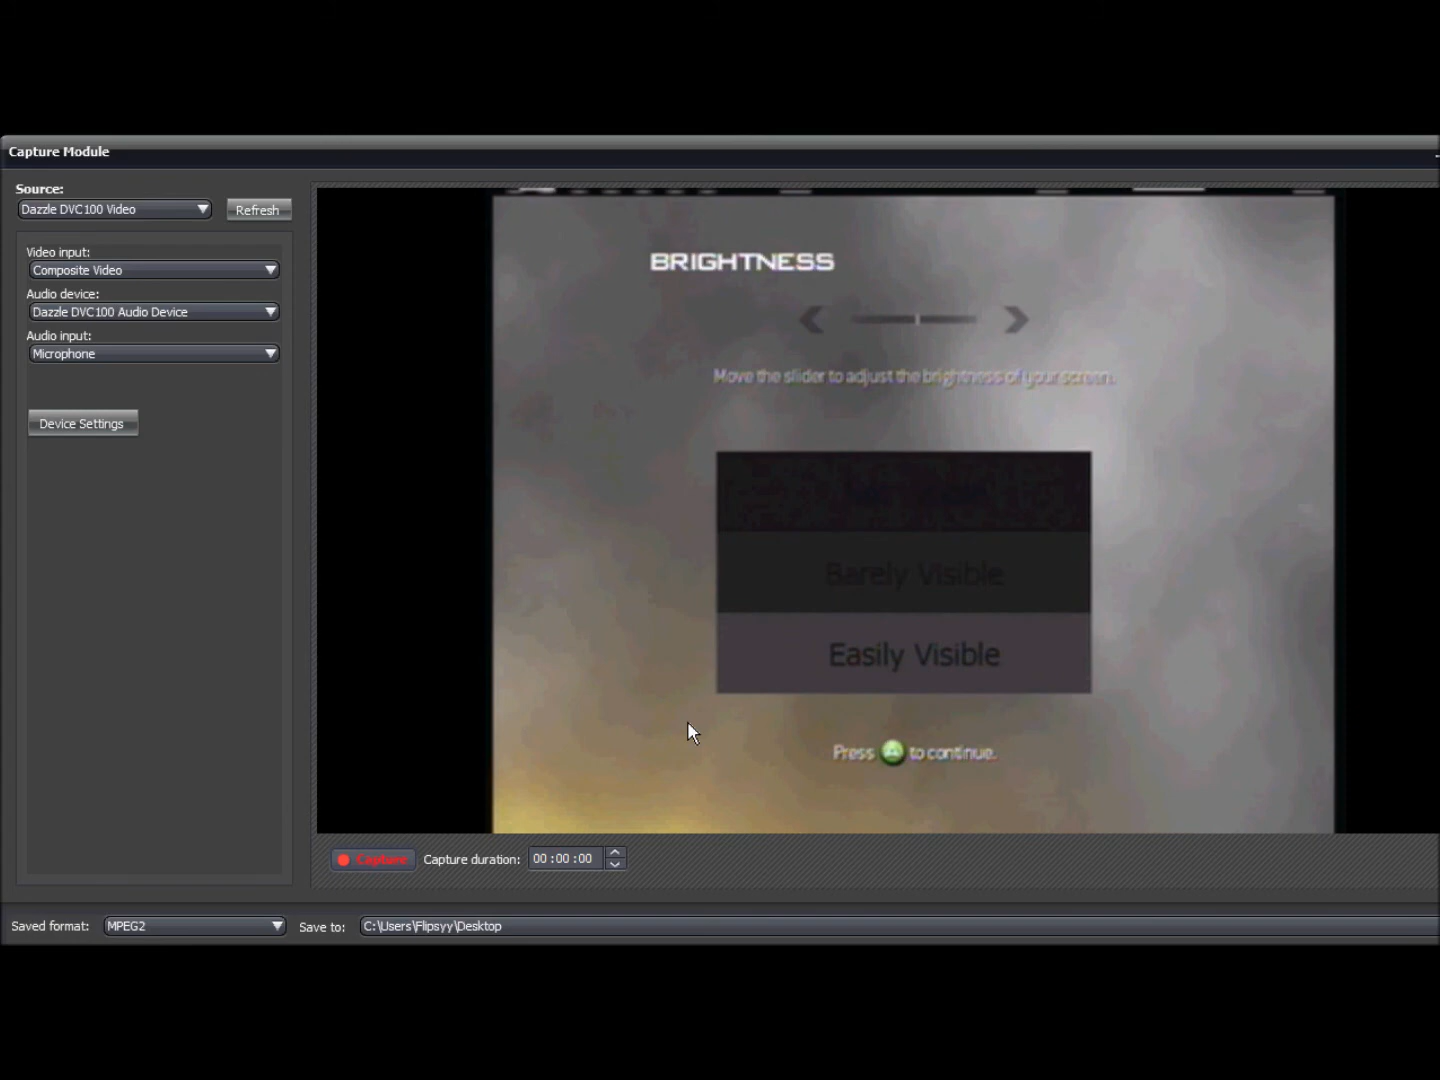 Capture Module
Source:
Dazzle DVC100 Video
Refresh
Video input:
Composite Video
Audio device:
Dazzle DVC100 Audio Device
Audio input:
Microphone
Device Settings
BRIGHTNESS
Move the slider to adjust the brightness of your screen.
Barely Visible
Easily Visible
Press A to continue.
Capture
Capture duration:
00:00:00
Saved format:
MPEG2
Save to:
C:\Users\Flipsyy\Desktop